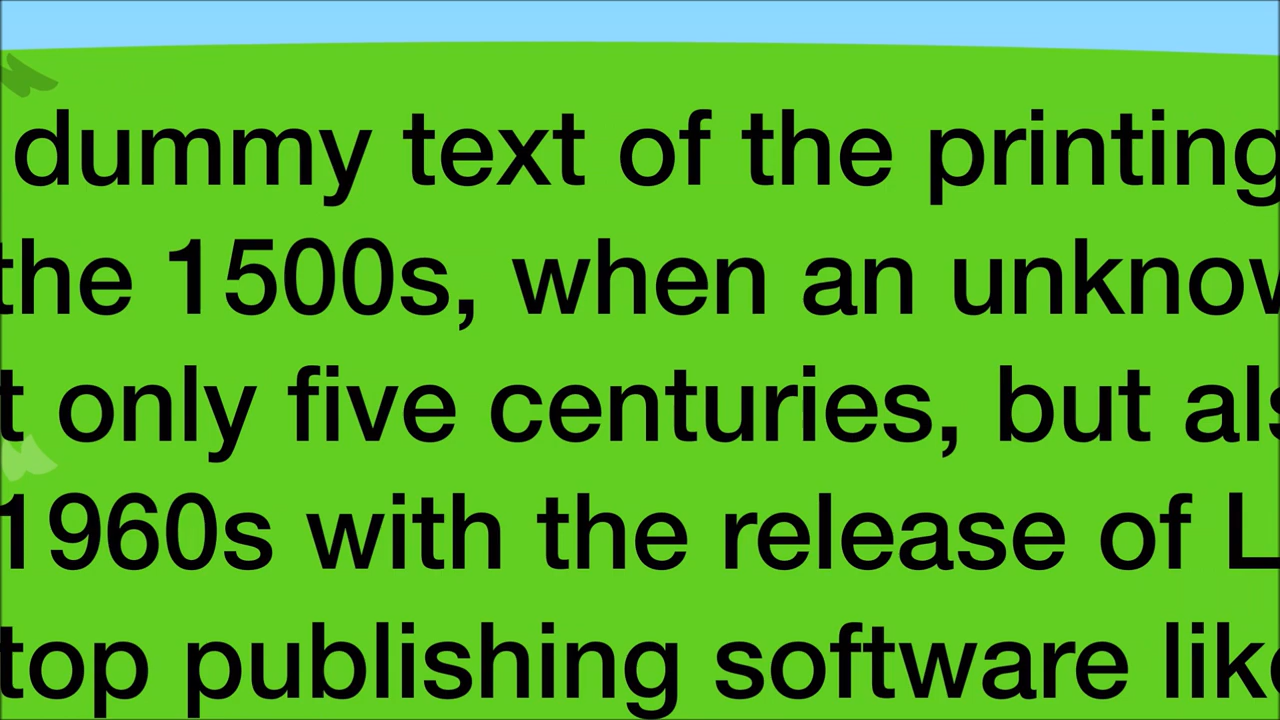 dummy text of the printing
the 1500s, when an unknow
t only five centuries, but als
1960s with the release of L
top publishing software like